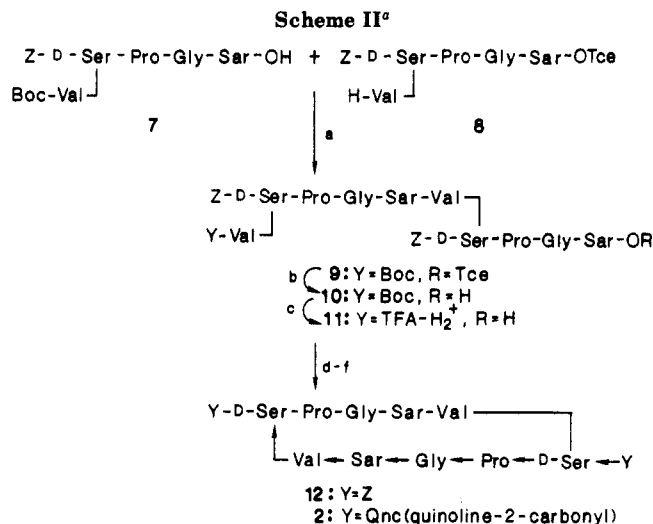 Scheme IIᵃ
Z-D-Ser-Pro-Gly-Sar-OH + Z-D-Ser-Pro-Gly-Sar-OTce
Boc-Val H-Val
7 8
a
Z-D-Ser-Pro-Gly-Sar-Val
Y-Val Z-D-Ser-Pro-Gly-Sar-OR
b 9: Y=Boc, R=Tce
10: Y=Boc, R=H
c 11: Y=TFA-H₂⁺, R=H
d-f
Y-D-Ser-Pro-Gly-Sar-Val
Val←Sar←Gly←Pro←D-Ser←Y
12: Y=Z
2: Y=Qnc(quinoline-2-carbonyl)